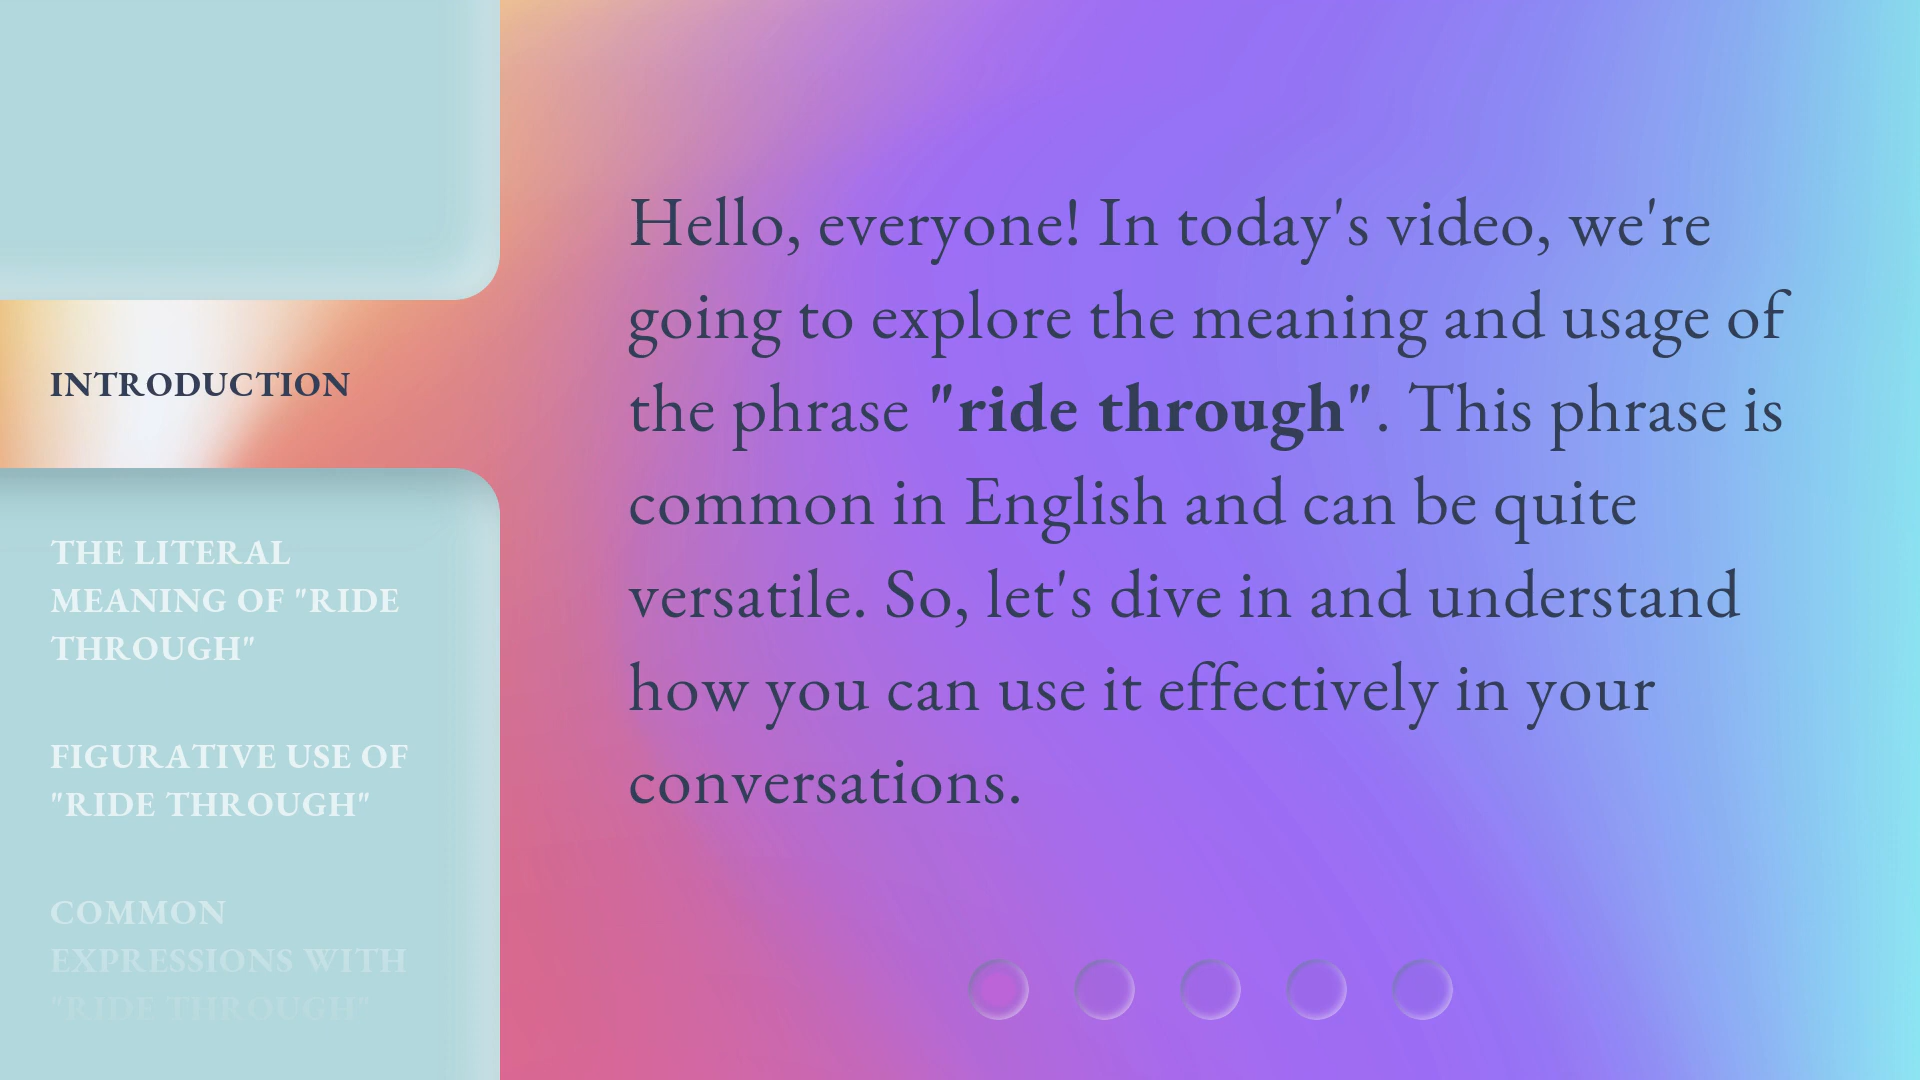 INTRODUCTION
THE LITERAL
MEANING OF "RIDE
THROUGH"
FIGURATIVE USE OF
"RIDE THROUGH"
COMMON
EXPRESSIONS WITH
"RIDE THROUGH"
Hello, everyone! In today's video, we're
going to explore the meaning and usage of
the phrase "ride through". This phrase is
common in English and can be quite
versatile. So, let's dive in and understand
how you can use it effectively in your
conversations.